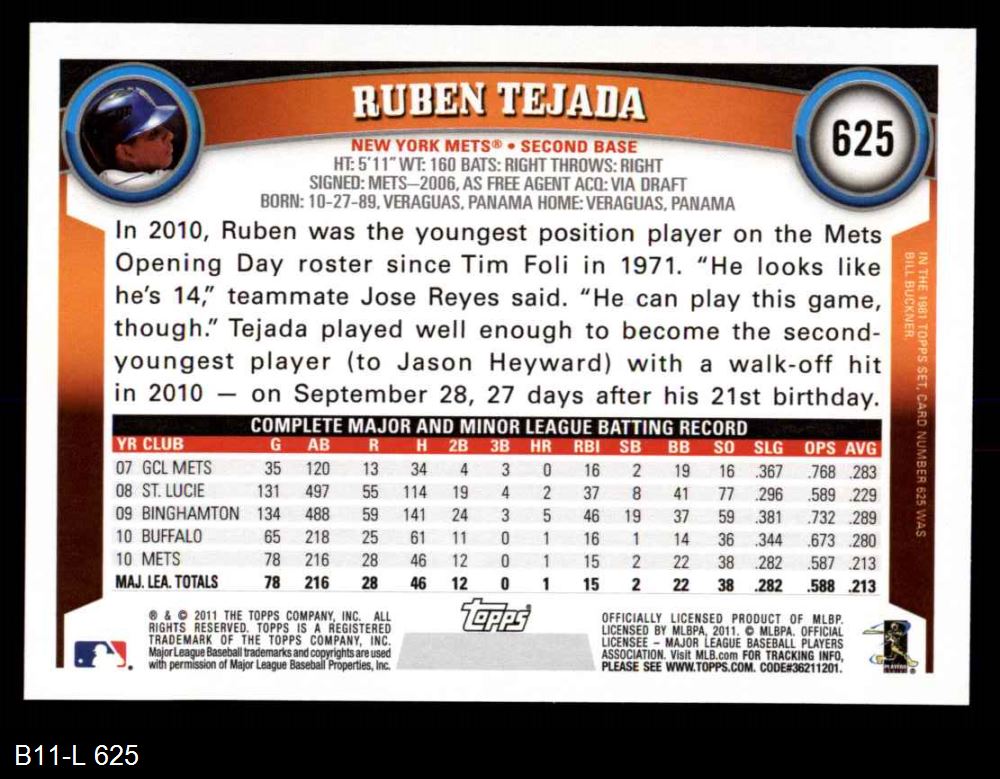 RUBEN TEJADA
625
NEW YORK METS® • SECOND BASE
HT: 5'11" WT: 160 BATS: RIGHT THROWS: RIGHT
SIGNED: METS–2006, AS FREE AGENT ACQ: VIA DRAFT
BORN: 10-27-89, VERAGUAS, PANAMA HOME: VERAGUAS, PANAMA
In 2010, Ruben was the youngest position player on the Mets
Opening Day roster since Tim Foli in 1971. “He looks like
he’s 14,” teammate Jose Reyes said. “He can play this game,
though.” Tejada played well enough to become the second-
youngest player (to Jason Heyward) with a walk-off hit
in 2010 — on September 28, 27 days after his 21st birthday.
IN THE 1981 TOPPS SET, CARD NUMBER 625 WAS
BILL BUCKNER.
COMPLETE MAJOR AND MINOR LEAGUE BATTING RECORD
YR CLUB G AB R H 2B 3B HR RBI SB BB SO SLG OPS AVG
07 GCL METS 35 120 13 34 4 3 0 16 2 19 16 .367 .768 .283
08 ST. LUCIE 131 497 55 114 19 4 2 37 8 41 77 .296 .589 .229
09 BINGHAMTON 134 488 59 141 24 3 5 46 19 37 59 .381 .732 .289
10 BUFFALO 65 218 25 61 11 0 1 16 1 14 36 .344 .673 .280
10 METS 78 216 28 46 12 0 1 15 2 22 38 .282 .587 .213
MAJ. LEA. TOTALS 78 216 28 46 12 0 1 15 2 22 38 .282 .588 .213
® & © 2011 THE TOPPS COMPANY, INC. ALL
RIGHTS RESERVED. TOPPS IS A REGISTERED
TRADEMARK OF THE TOPPS COMPANY, INC.
Major League Baseball trademarks and copyrights are used
with permission of Major League Baseball Properties, Inc.
Topps®
OFFICIALLY LICENSED PRODUCT OF MLBP.
LICENSED BY MLBPA, 2011. © MLBPA. OFFICIAL
LICENSEE – MAJOR LEAGUE BASEBALL PLAYERS
ASSOCIATION. Visit MLB.com FOR TRACKING INFO,
PLEASE SEE WWW.TOPPS.COM. CODE#36211201.
B11-L 625